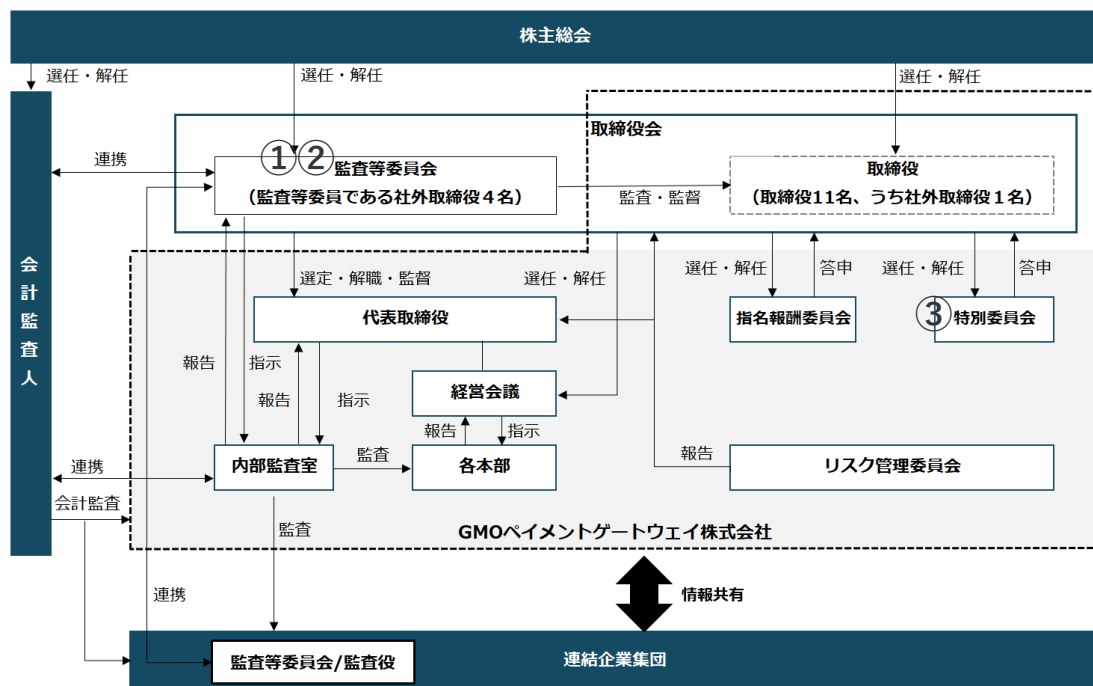 株主総会
選任・解任
選任・解任
選任・解任
会計監査人
取締役会
連携
①②監査等委員会
（監査等委員である社外取締役４名）
監査・監督
取締役
（取締役11名、うち社外取締役１名）
選定・解職・監督
選任・解任
選任・解任
答申
選任・解任
答申
代表取締役
指名報酬委員会
③特別委員会
報告
指示
報告
指示
経営会議
報告
指示
連携
内部監査室
監査
各本部
報告
リスク管理委員会
会計監査
監査
GMOペイメントゲートウェイ株式会社
連携
情報共有
監査等委員会/監査役
連結企業集団